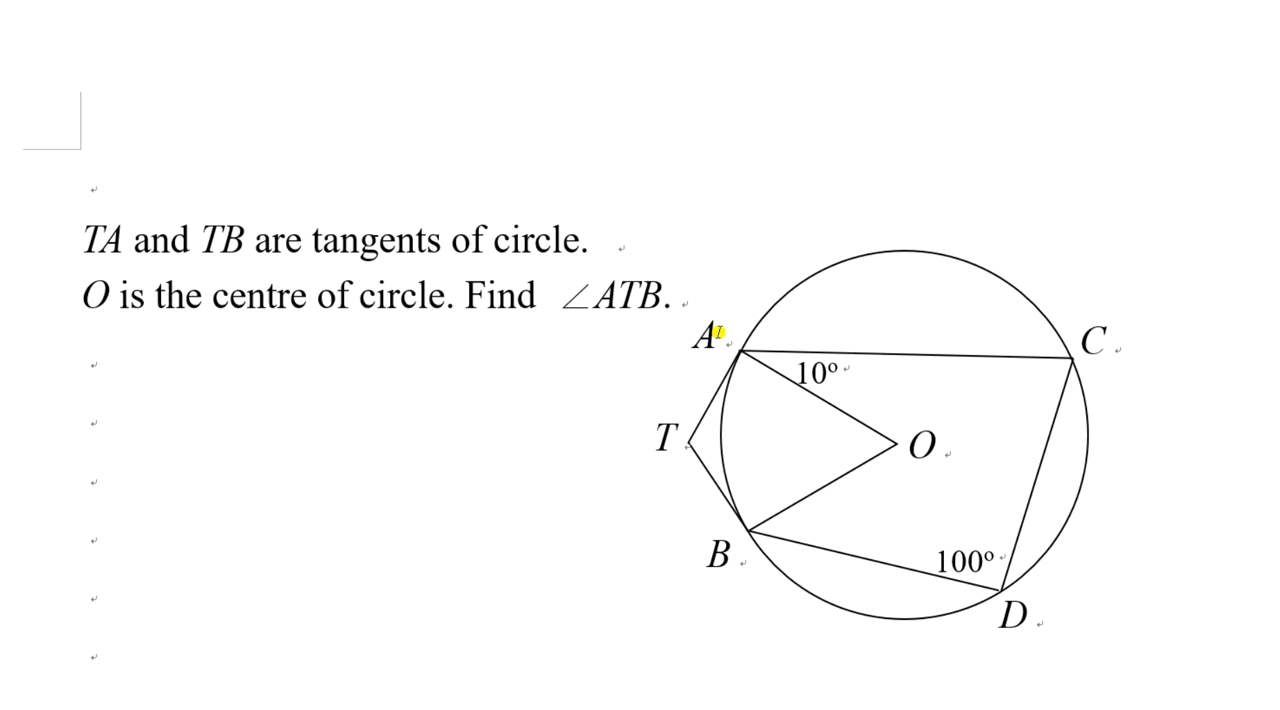 TA and TB are tangents of circle.
O is the centre of circle. Find ∠ATB.
A
C
10°
T
O
B
100°
D